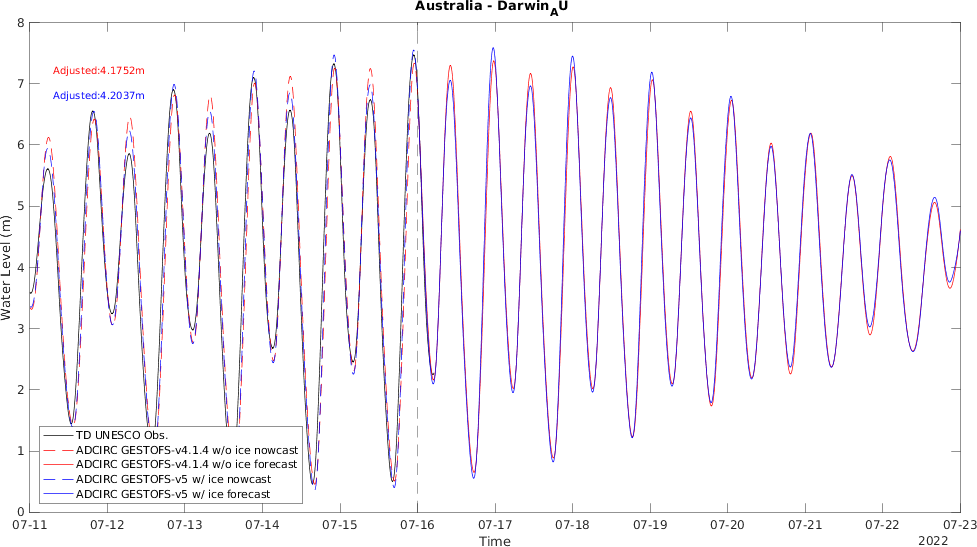 Australia - Darwin_AU
8
7
6
5
4
3
2
1
0
Water Level (m)
Adjusted:4.1752m
Adjusted:4.2037m
TD UNESCO Obs.
ADCIRC GESTOFS-v4.1.4 w/o ice nowcast
ADCIRC GESTOFS-v4.1.4 w/o ice forecast
ADCIRC GESTOFS-v5 w/ ice nowcast
ADCIRC GESTOFS-v5 w/ ice forecast
07-11 07-12 07-13 07-14 07-15 07-16 07-17 07-18 07-19 07-20 07-21 07-22 07-23
Time
2022